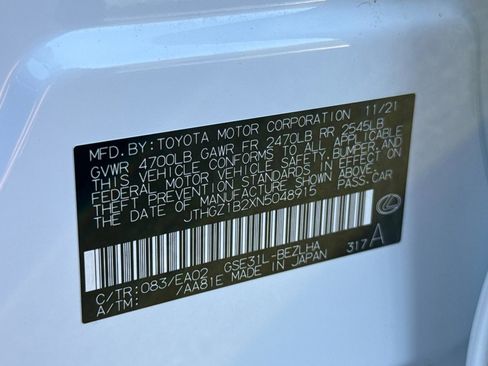 MFD.BY:TOYOTA MOTOR CORPORATION 11/21
GVWR 4700LB GAWR FR 2470LB RR 2545LB
THIS VEHICLE CONFORMS TO ALL APPLICABLE
FEDERAL MOTOR VEHICLE SAFETY,BUMPER,AND
THEFT PREVENTION STANDARDS IN EFFECT ON
THE DATE OF MANUFACTURE SHOWN ABOVE.
JTHGZ1B2XN5048915 PASS.CAR
C/TR:083/EA02 GSE31L-BEZLHA 317A
A/TM: /AA81E MADE IN JAPAN